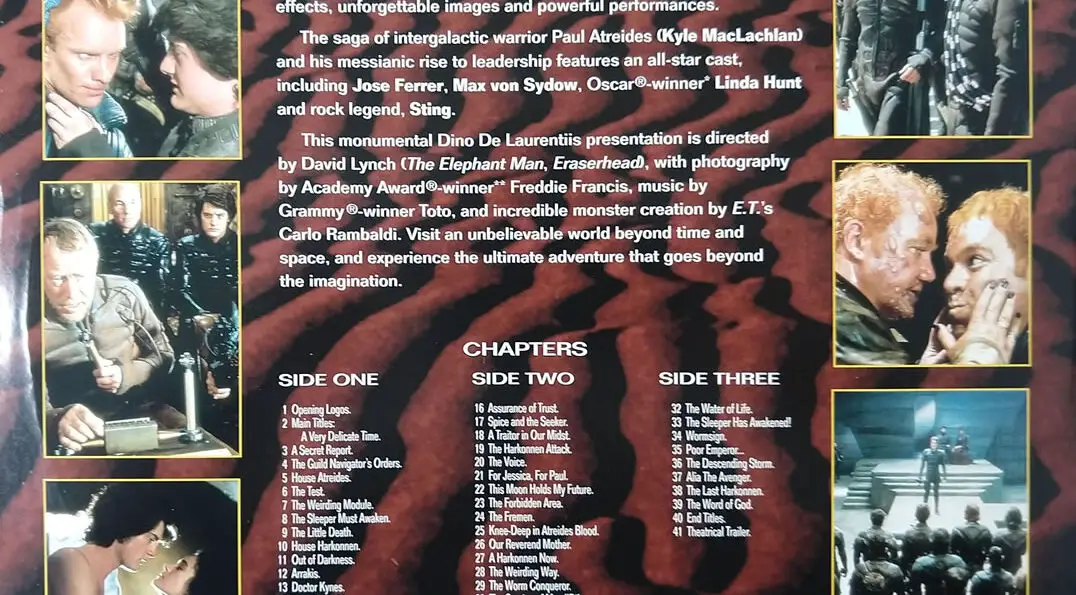 effects, unforgettable images and powerful performances.
The saga of intergalactic warrior Paul Atreides (Kyle MacLachlan)
and his messianic rise to leadership features an all-star cast,
including Jose Ferrer, Max von Sydow, Oscar®-winner* Linda Hunt
and rock legend, Sting.
This monumental Dino De Laurentiis presentation is directed
by David Lynch (The Elephant Man, Eraserhead), with photography
by Academy Award®-winner** Freddie Francis, music by
Grammy®-winner Toto, and incredible monster creation by E.T.'s
Carlo Rambaldi. Visit an unbelievable world beyond time and
space, and experience the ultimate adventure that goes beyond
the imagination.
CHAPTERS
SIDE ONE
1 Opening Logos.
2 Main Titles:
A Very Delicate Time.
3 A Secret Report.
4 The Guild Navigator's Orders.
5 House Atreides.
6 The Test.
7 The Weirding Module.
8 The Sleeper Must Awaken.
9 The Little Death.
10 House Harkonnen.
11 Out of Darkness.
12 Arrakis.
13 Doctor Kynes.
SIDE TWO
16 Assurance of Trust.
17 Spice and the Seeker.
18 A Traitor in Our Midst.
19 The Harkonnen Attack.
20 The Voice.
21 For Jessica, For Paul.
22 This Moon Holds My Future.
23 The Forbidden Area.
24 The Fremen.
25 Knee-Deep in Atreides Blood.
26 Our Reverend Mother.
27 A Harkonnen Now.
28 The Weirding Way.
29 The Worm Conqueror.
SIDE THREE
32 The Water of Life.
33 The Sleeper Has Awakened!
34 Wormsign.
35 Poor Emperor...
36 The Descending Storm.
37 Alia The Avenger.
38 The Last Harkonnen.
39 The Word of God.
40 End Titles.
41 Theatrical Trailer.